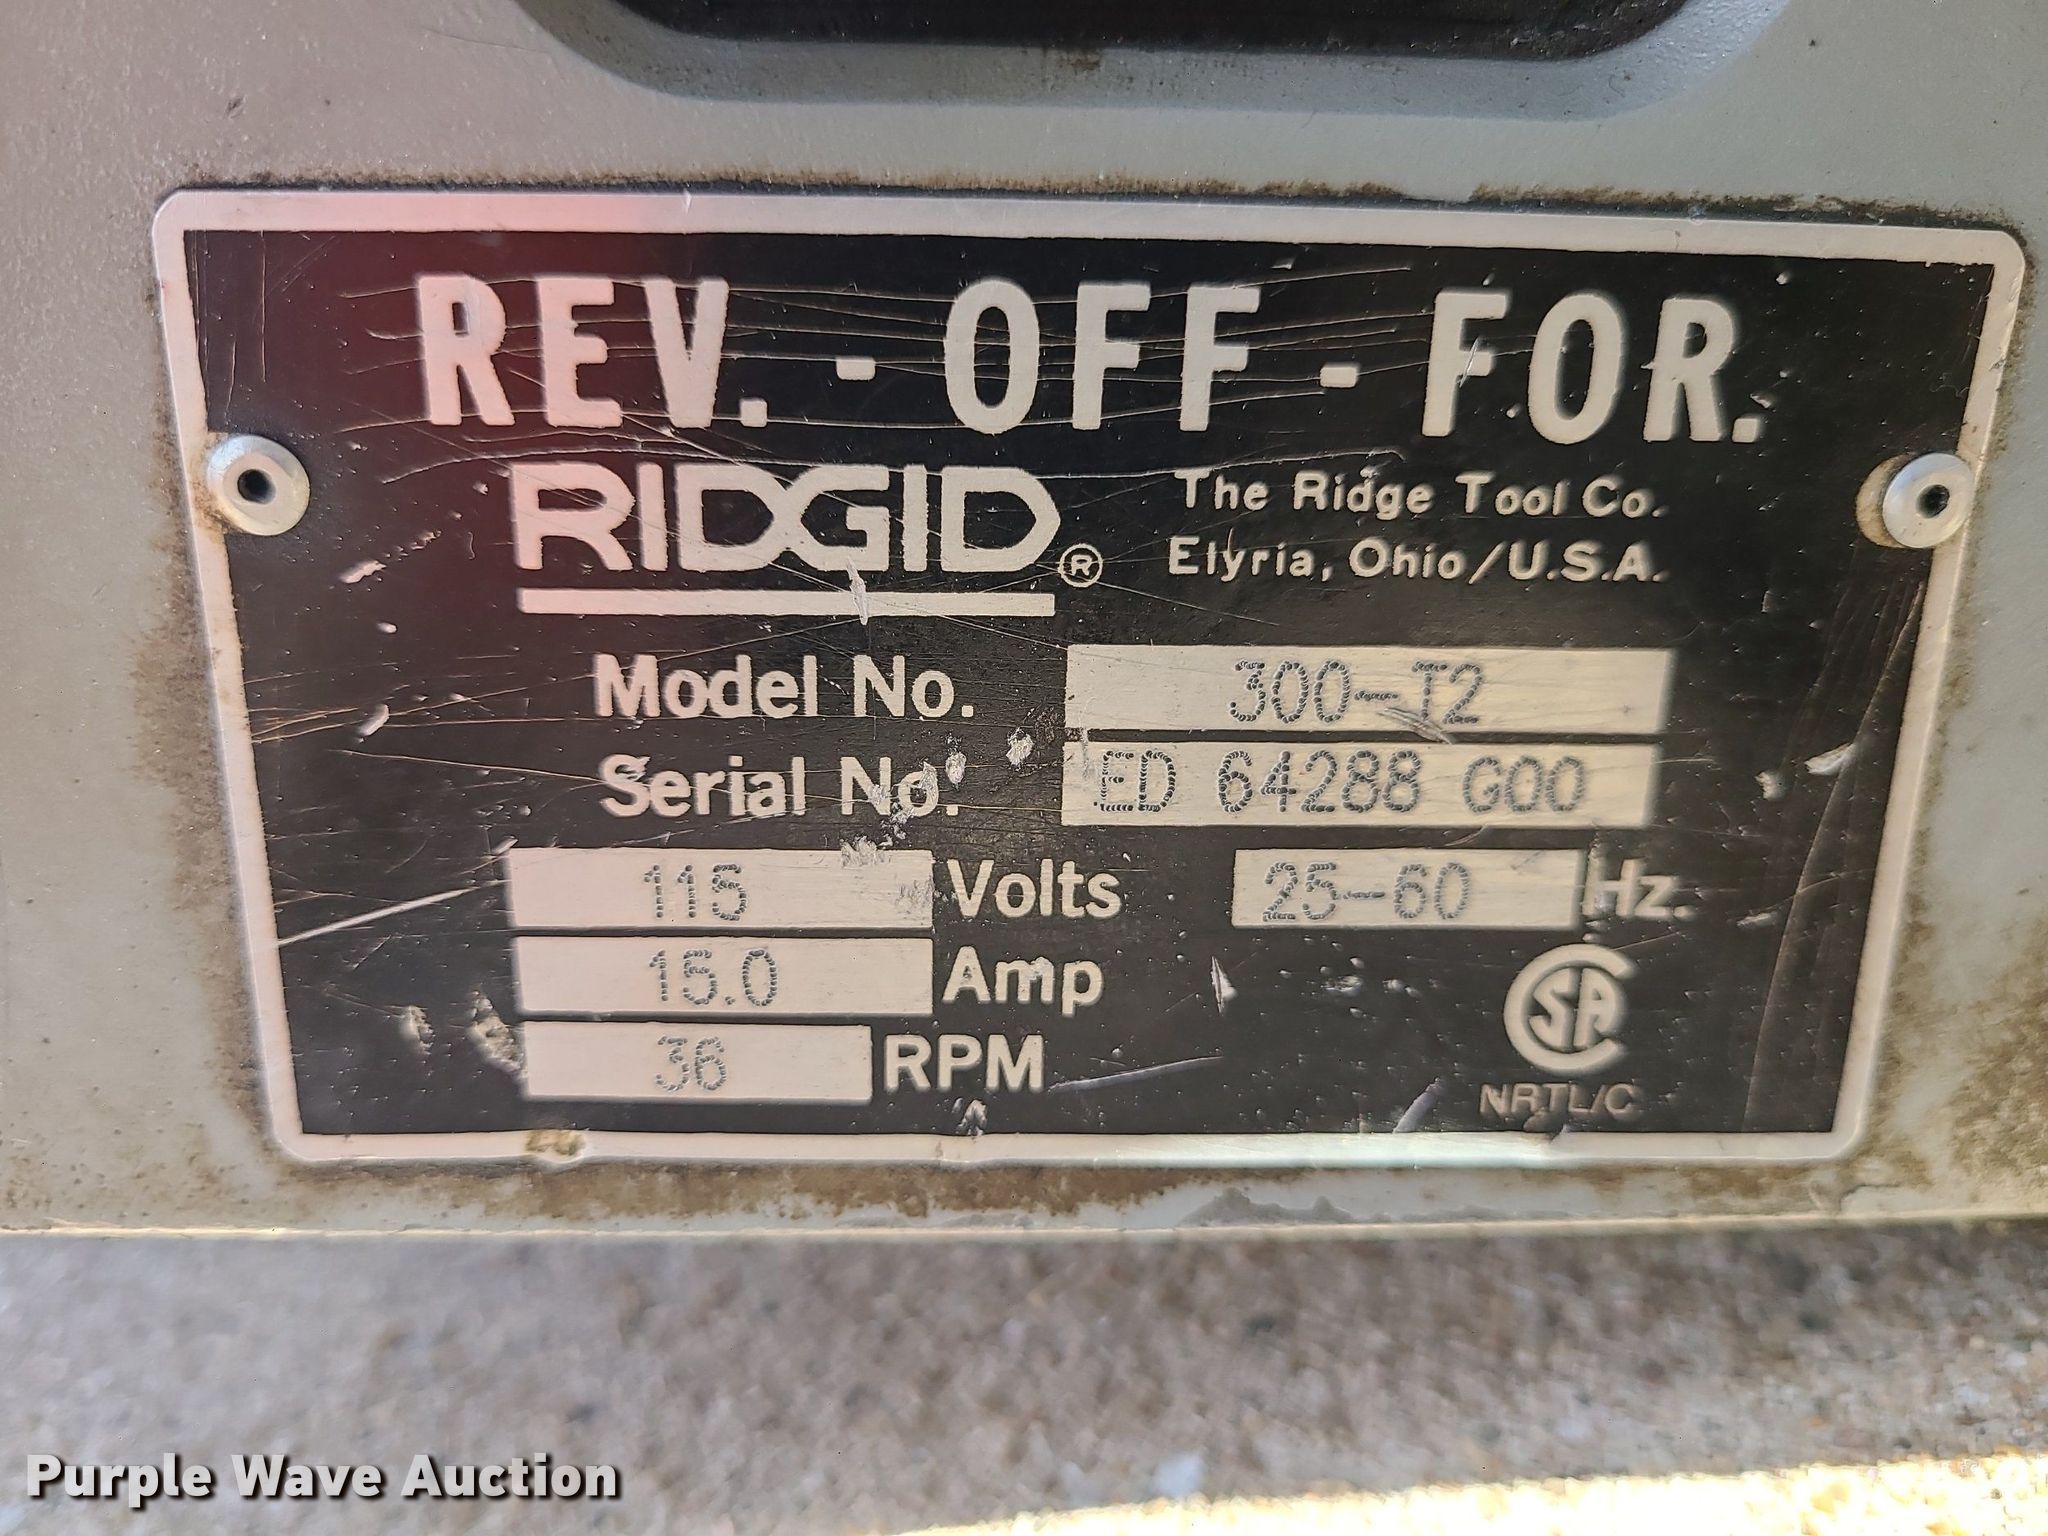 REV. - OFF - FOR.
RIDGID®
The Ridge Tool Co.
Elyria, Ohio/U.S.A.
Model No. 300-T2
Serial No. ED 64288 G00
115 Volts 25-60 Hz.
15.0 Amp
36 RPM
CSA
NRTL/C
Purple Wave Auction